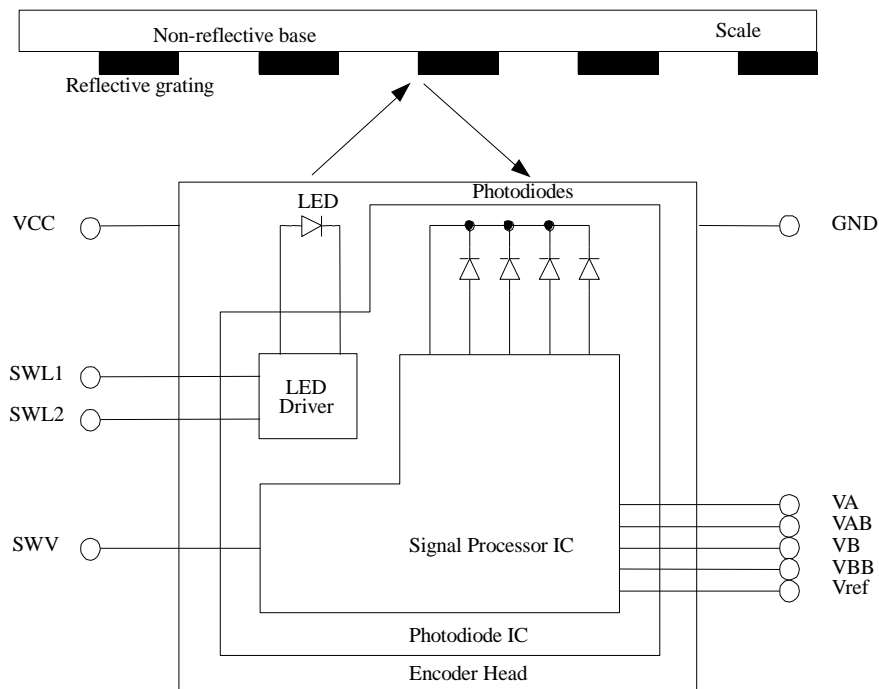 Non-reflective base
Scale
Reflective grating
Photodiodes
LED
VCC
GND
SWL1
LED
Driver
SWL2
VA
VAB
SWV
Signal Processor IC
VB
VBB
Vref
Photodiode IC
Encoder Head